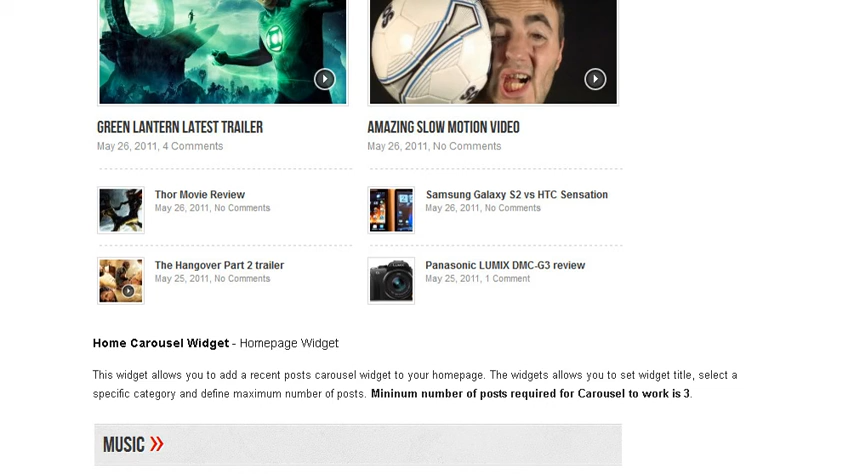 GREEN LANTERN LATEST TRAILER
May 26, 2011, 4 Comments
AMAZING SLOW MOTION VIDEO
May 26, 2011, No Comments
Thor Movie Review
May 26, 2011, No Comments
Samsung Galaxy S2 vs HTC Sensation
May 26, 2011, No Comments
The Hangover Part 2 trailer
May 25, 2011, No Comments
Panasonic LUMIX DMC-G3 review
May 25, 2011, 1 Comment
Home Carousel Widget - Homepage Widget
This widget allows you to add a recent posts carousel widget to your homepage. The widgets allows you to set widget title, select a
specific category and define maximum number of posts. Mininum number of posts required for Carousel to work is 3.
MUSIC »